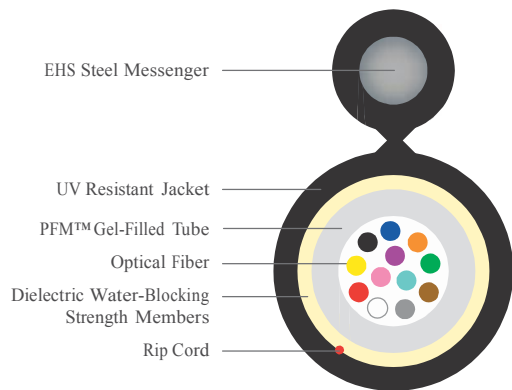 EHS Steel Messenger
UV Resistant Jacket
PFM™ Gel-Filled Tube
Optical Fiber
Dielectric Water-Blocking
Strength Members
Rip Cord